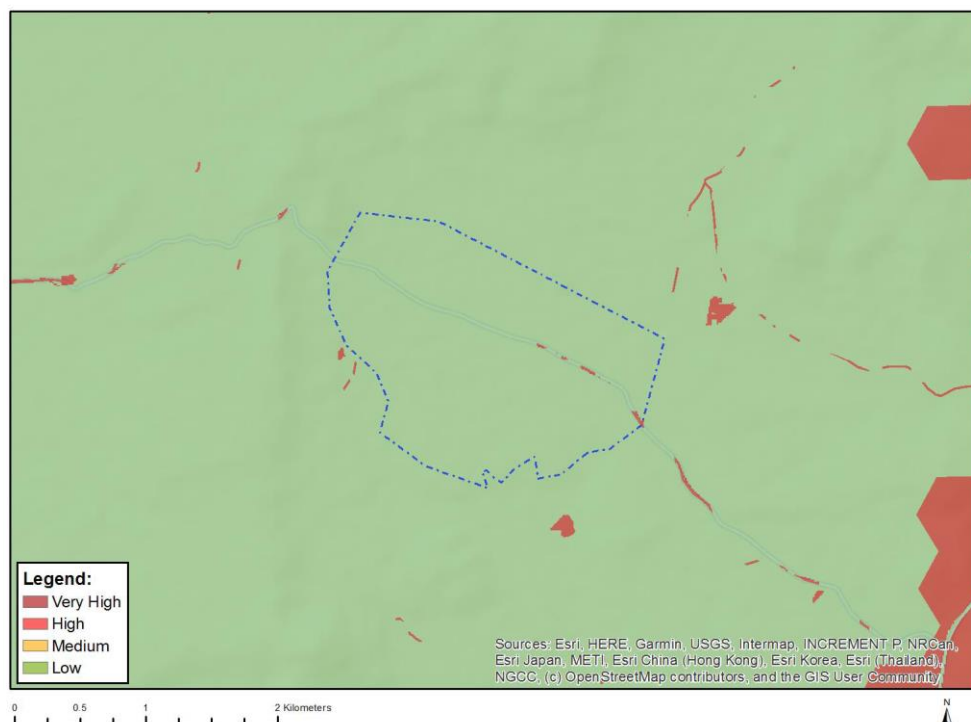 Legend:
Very High
High
Medium
Low
Sources: Esri, HERE, Garmin, USGS, Intermap, INCREMENT P, NRCan,
Esri Japan, METI, Esri China (Hong Kong), Esri Korea, Esri (Thailand),
NGCC, (c) OpenStreetMap contributors, and the GIS User Community
0 0.5 1 2 Kilometers
N